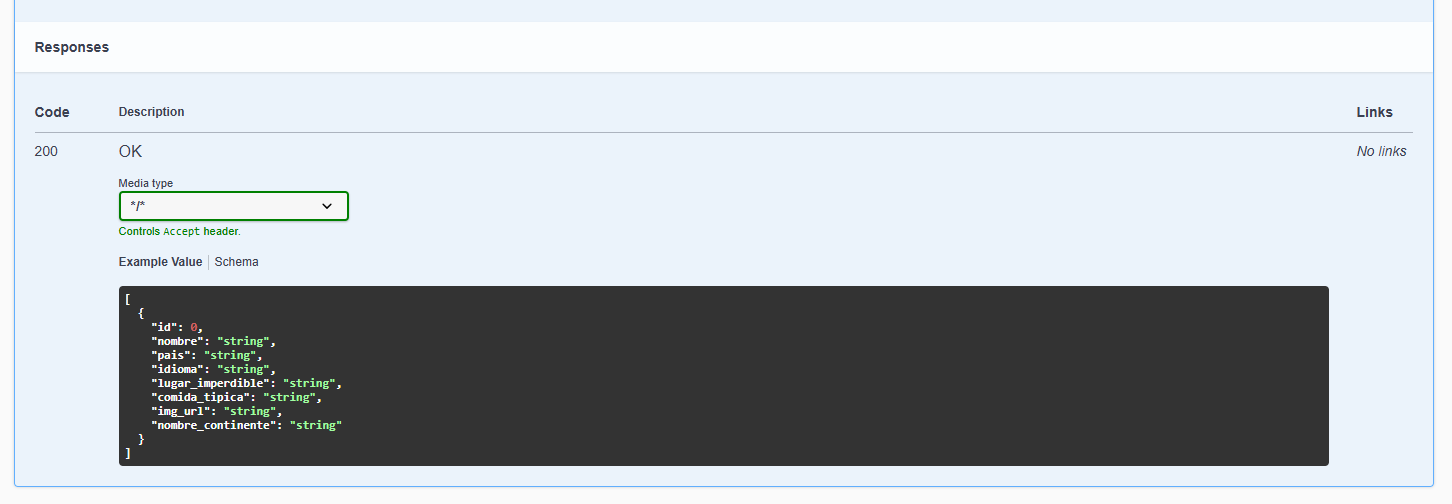 Responses
Code Description Links
200 OK No links
Media type
*/*
Controls Accept header.
Example Value Schema
[
  {
    "id": 0,
    "nombre": "string",
    "pais": "string",
    "idioma": "string",
    "lugar_imperdible": "string",
    "comida_tipica": "string",
    "img_url": "string",
    "nombre_continente": "string"
  }
]